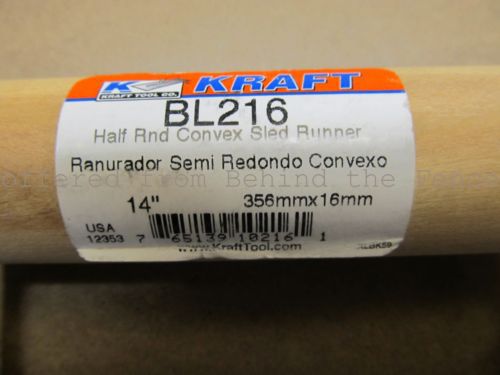 K KRAFT
KRAFT TOOL CO.
BL216
Half Rnd Convex Sled Runner
Ranurador Semi Redondo Convexo
offered from Behind the
14" 356mmx16mm
USA
12353 7 65139 10216 1
www.KraftTool.com